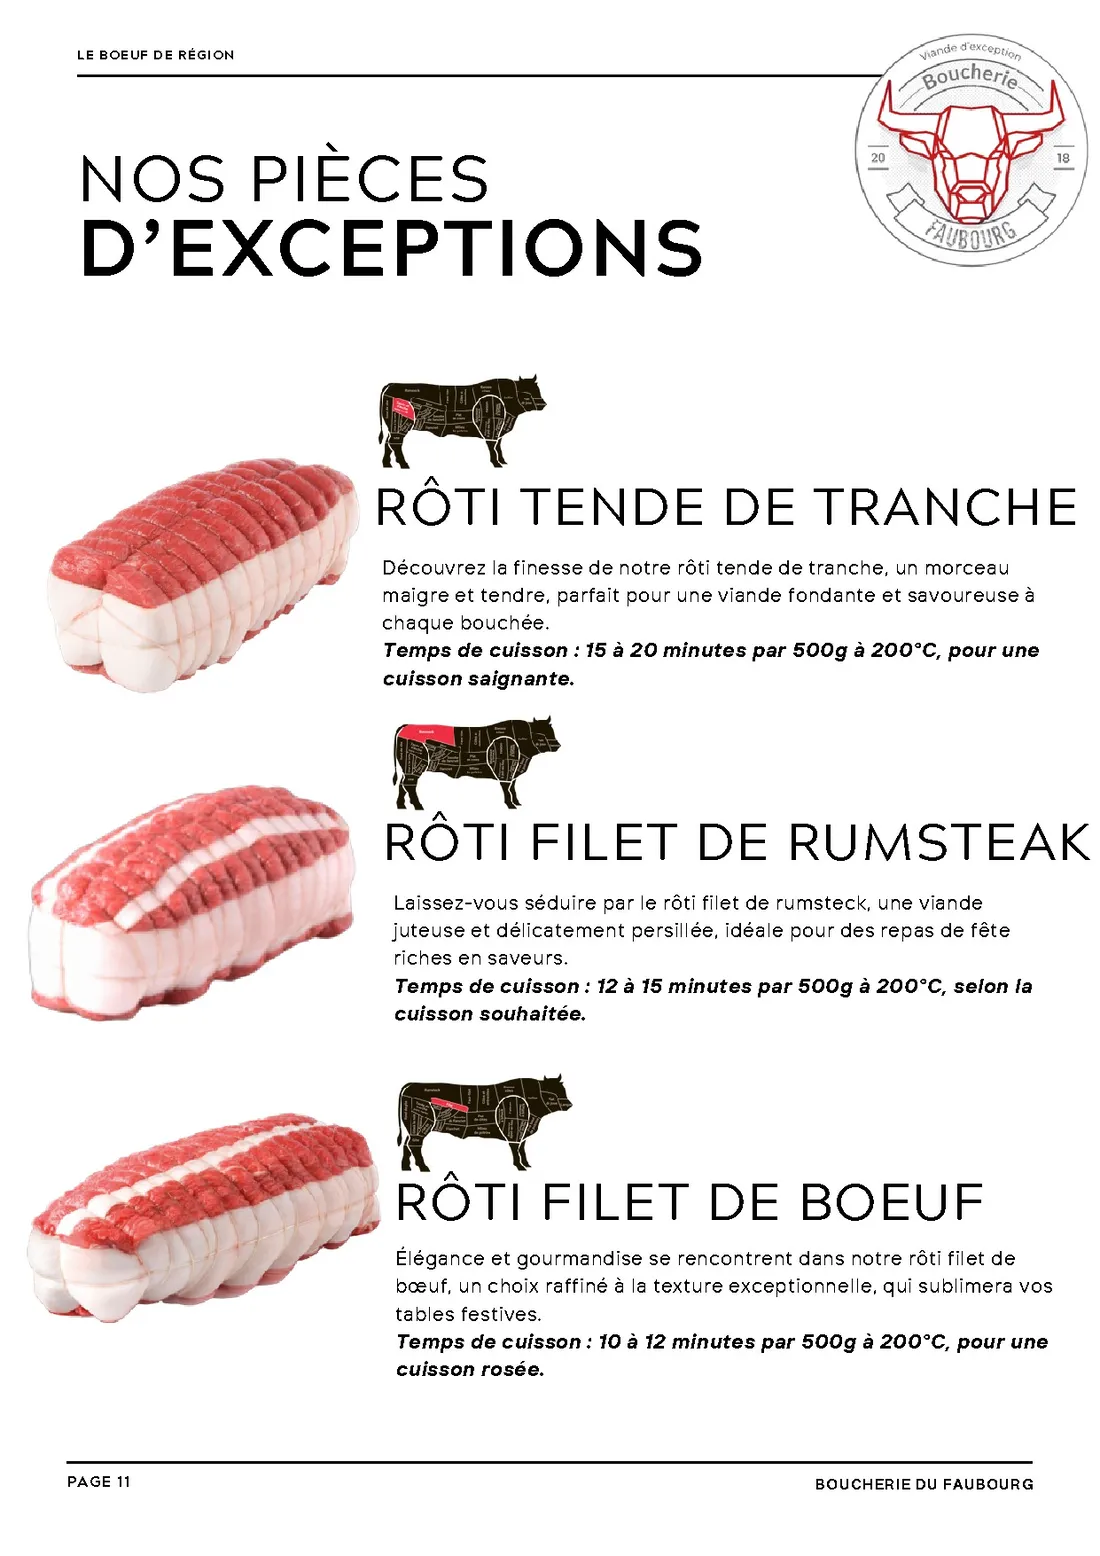 LE BOEUF DE RÉGION
Viande d'exception
Boucherie
20 18
FAUBOURG
NOS PIÈCES
D'EXCEPTIONS
RÔTI TENDE DE TRANCHE
Découvrez la finesse de notre rôti tende de tranche, un morceau
maigre et tendre, parfait pour une viande fondante et savoureuse à
chaque bouchée.
Temps de cuisson : 15 à 20 minutes par 500g à 200°C, pour une
cuisson saignante.
RÔTI FILET DE RUMSTEAK
Laissez-vous séduire par le rôti filet de rumsteck, une viande
juteuse et délicatement persillée, idéale pour des repas de fête
riches en saveurs.
Temps de cuisson : 12 à 15 minutes par 500g à 200°C, selon la
cuisson souhaitée.
RÔTI FILET DE BOEUF
Élégance et gourmandise se rencontrent dans notre rôti filet de
bœuf, un choix raffiné à la texture exceptionnelle, qui sublimera vos
tables festives.
Temps de cuisson : 10 à 12 minutes par 500g à 200°C, pour une
cuisson rosée.
PAGE 11
BOUCHERIE DU FAUBOURG